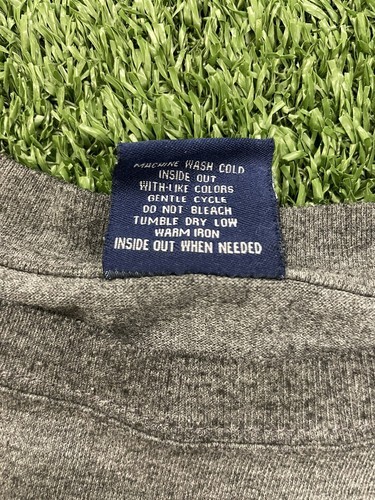 MACHINE WASH COLD
INSIDE OUT
WITH-LIKE COLORS
GENTLE CYCLE
DO NOT BLEACH
TUMBLE DRY LOW
WARM IRON
INSIDE OUT WHEN NEEDED